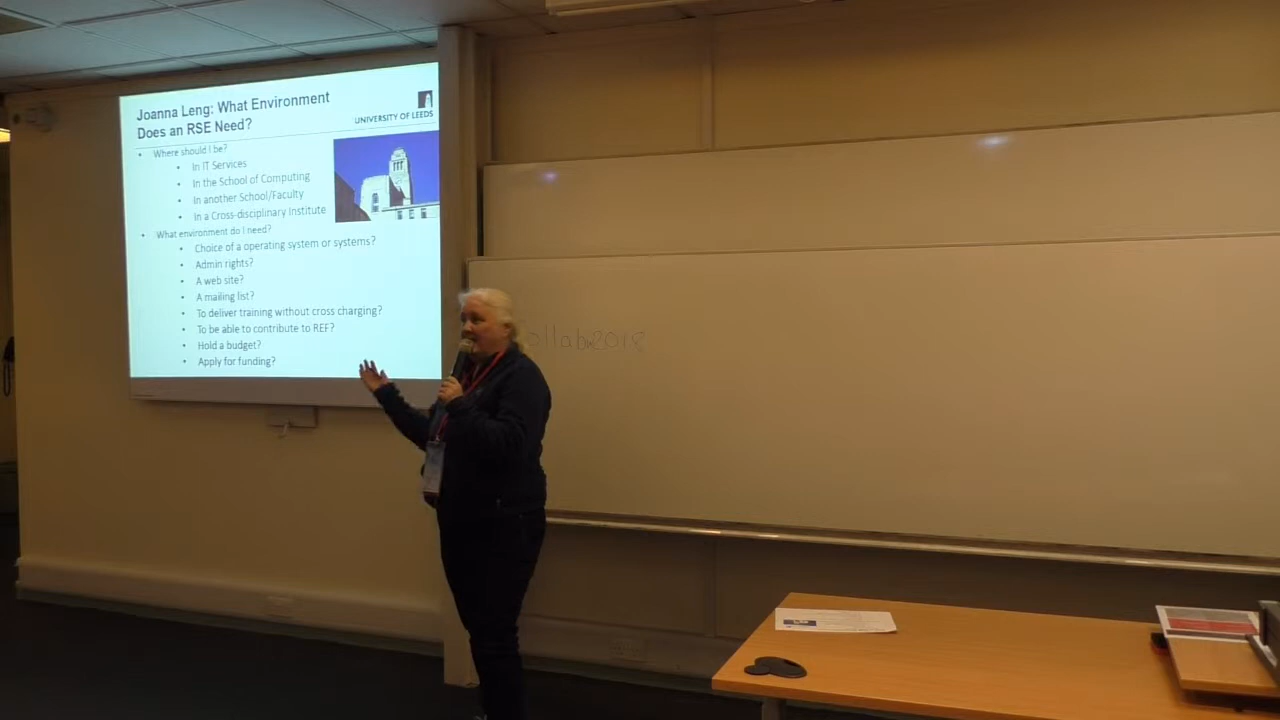 Joanna Leng: What Environment
Does an RSE Need?
UNIVERSITY OF LEEDS
• Where should I be?
• In IT Services
• In the School of Computing
• In another School/Faculty
• In a Cross-disciplinary Institute
• What environment do I need?
• Choice of a operating system or systems?
• Admin rights?
• A web site?
• A mailing list?
• To deliver training without cross charging?
• To be able to contribute to REF?
• Hold a budget?
• Apply for funding?